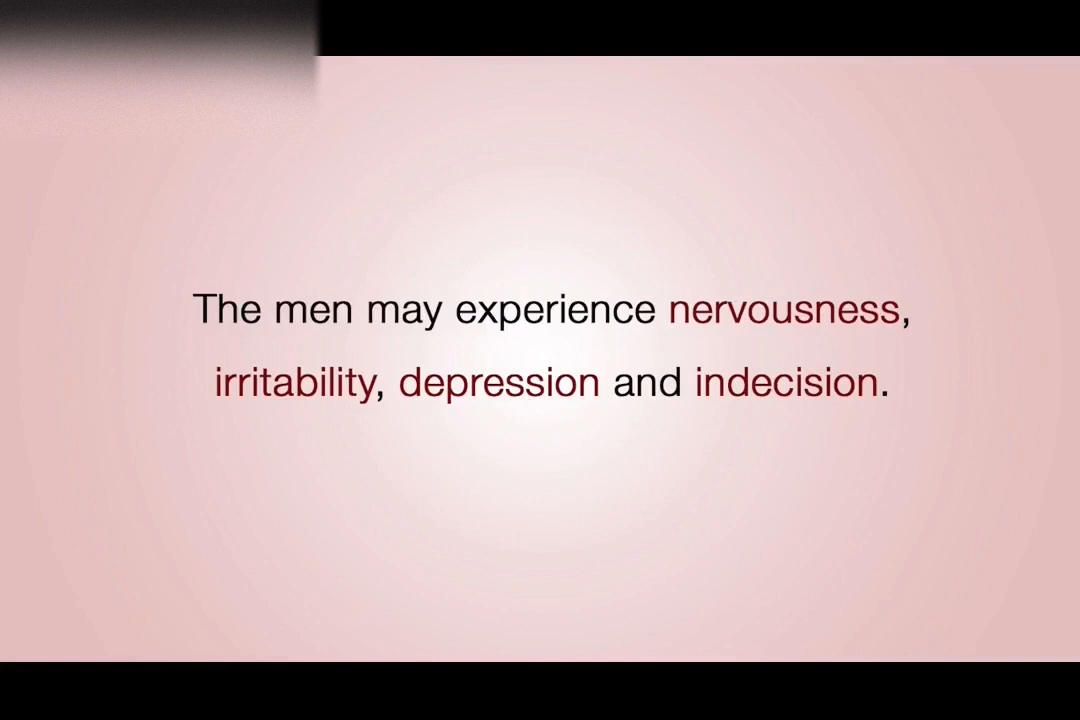 The men may experience nervousness,
irritability, depression and indecision.